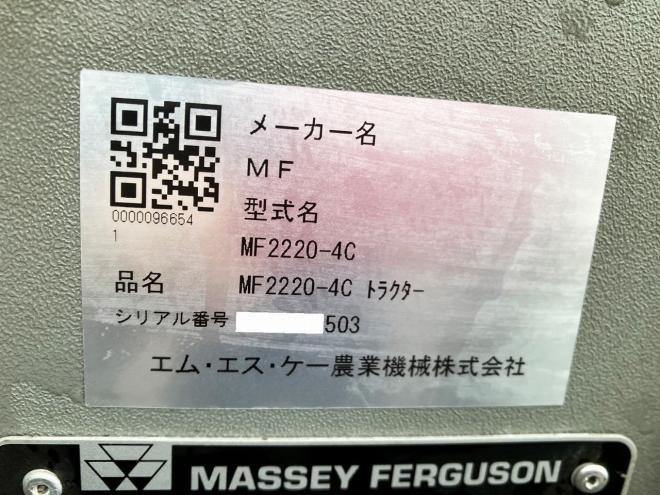 メーカー名
MF
0000096654
1
型式名
MF2220-4C
品名 MF2220-4C ﾄﾗｸﾀｰ
シリアル番号 503
エム・エス・ケー農業機械株式会社
MASSEY FERGUSON